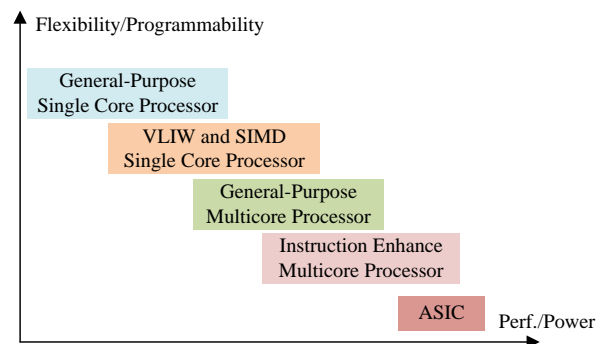 Flexibility/Programmability
General-Purpose
Single Core Processor
VLIW and SIMD
Single Core Processor
General-Purpose
Multicore Processor
Instruction Enhance
Multicore Processor
ASIC
Perf./Power